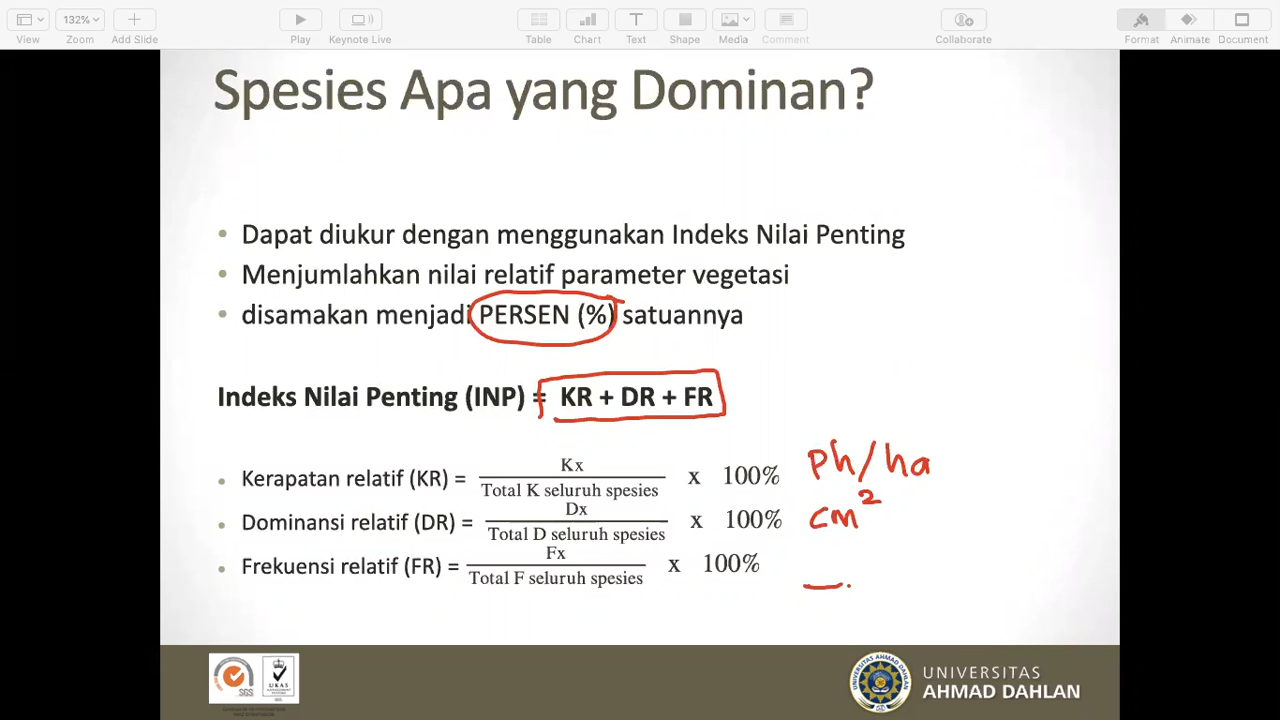 132%
View Zoom Add Slide Play Keynote Live Table Chart Text Shape Media Comment Collaborate Format Animate Document
Spesies Apa yang Dominan?
• Dapat diukur dengan menggunakan Indeks Nilai Penting
• Menjumlahkan nilai relatif parameter vegetasi
• disamakan menjadi PERSEN (%) satuannya
Indeks Nilai Penting (INP) = KR + DR + FR
• Kerapatan relatif (KR) = Kx / Total K seluruh spesies x 100% Ph/ha
• Dominansi relatif (DR) = Dx / Total D seluruh spesies x 100% cm²
• Frekuensi relatif (FR) = Fx / Total F seluruh spesies x 100%
SGS
UKAS
UNIVERSITAS
AHMAD DAHLAN